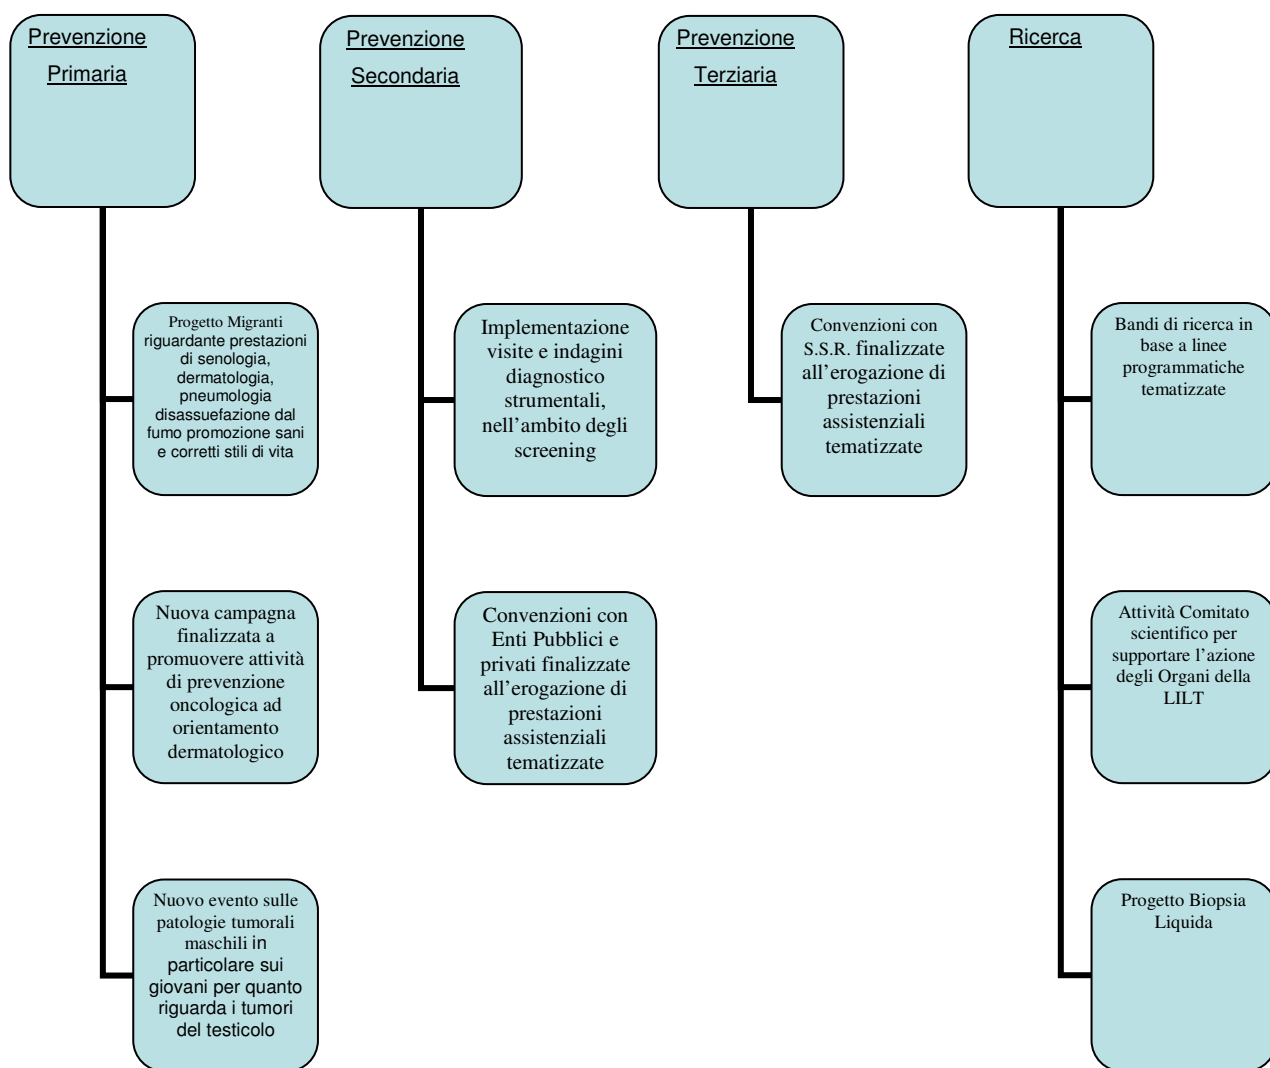 Prevenzione
Primaria
Prevenzione
Secondaria
Prevenzione
Terziaria
Ricerca
Progetto Migranti
riguardante prestazioni
di senologia,
dermatologia,
pneumologia
disassuefazione dal
fumo promozione sani
e corretti stili di vita
Implementazione
visite e indagini
diagnostico
strumentali,
nell’ambito degli
screening
Convenzioni con
S.S.R. finalizzate
all’erogazione di
prestazioni
assistenziali
tematizzate
Bandi di ricerca in
base a linee
programmatiche
tematizzate
Nuova campagna
finalizzata a
promuovere attività
di prevenzione
oncologica ad
orientamento
dermatologico
Convenzioni con
Enti Pubblici e
privati finalizzate
all’erogazione di
prestazioni
assistenziali
tematizzate
Attività Comitato
scientifico per
supportare l’azione
degli Organi della
LILT
Nuovo evento sulle
patologie tumorali
maschili in
particolare sui
giovani per quanto
riguarda i tumori
del testicolo
Progetto Biopsia
Liquida